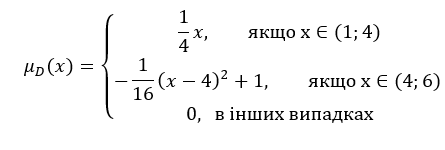 1/4 x, якщо x ∈ (1; 4)
μ_D(x) = { −1/16 (x − 4)² + 1, якщо x ∈ (4; 6)
0, в інших випадках